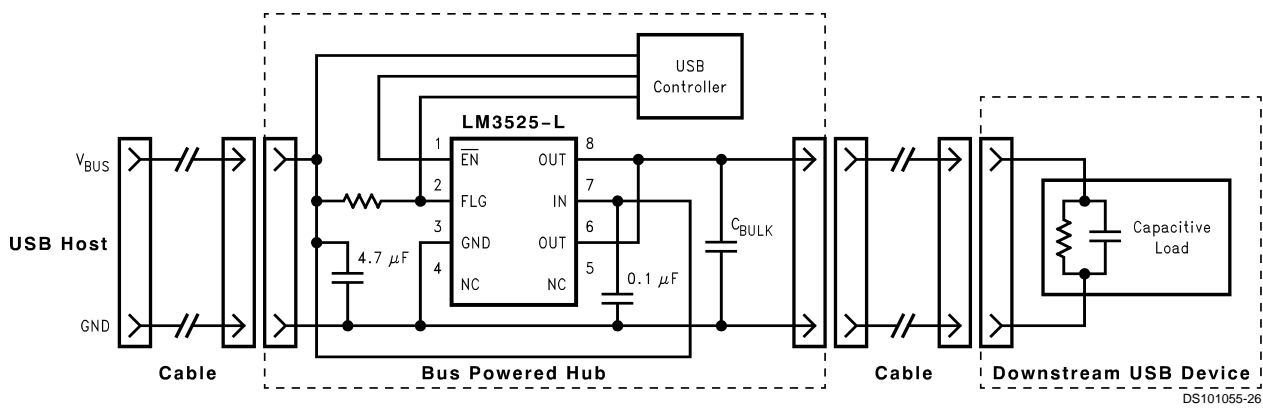 USB
Controller
LM3525-L
1
8
EN
OUT
2
7
FLG
IN
3
6
GND
OUT
4
5
NC
NC
V_BUS
USB Host
GND
4.7 μF
0.1 μF
C_BULK
Capacitive
Load
Cable
Bus Powered Hub
Cable
Downstream USB Device
DS101055-26